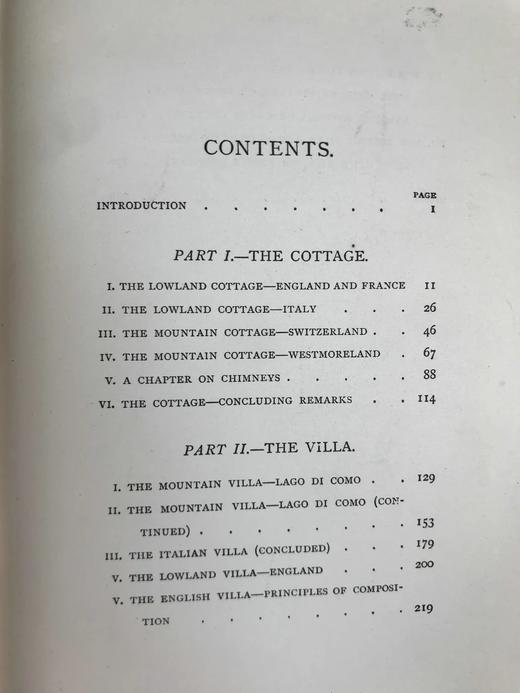 CONTENTS.
PAGE
INTRODUCTION . . . . . . . 1
PART I.—THE COTTAGE.
I. THE LOWLAND COTTAGE—ENGLAND AND FRANCE 11
II. THE LOWLAND COTTAGE—ITALY . . . 26
III. THE MOUNTAIN COTTAGE—SWITZERLAND . . 46
IV. THE MOUNTAIN COTTAGE—WESTMORELAND . 67
V. A CHAPTER ON CHIMNEYS . . . . . 88
VI. THE COTTAGE—CONCLUDING REMARKS . . 114
PART II.—THE VILLA.
I. THE MOUNTAIN VILLA—LAGO DI COMO . . 129
II. THE MOUNTAIN VILLA—LAGO DI COMO (CON-
TINUED) . . . . . . . . 153
III. THE ITALIAN VILLA (CONCLUDED) . . . 179
V. THE LOWLAND VILLA—ENGLAND . . . 200
V. THE ENGLISH VILLA—PRINCIPLES OF COMPOSI-
TION . . . . . . . 219